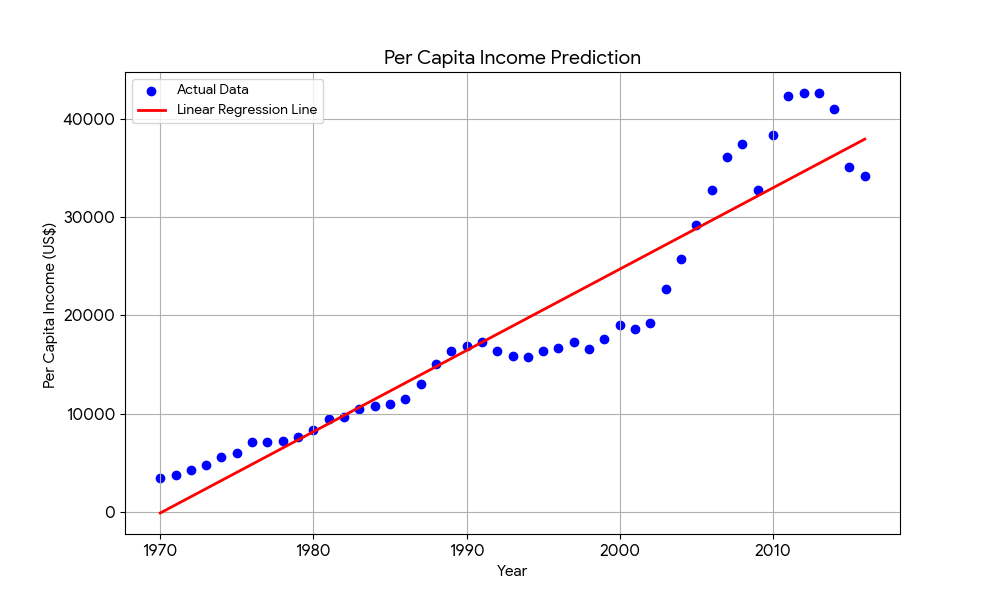 Per Capita Income Prediction
Actual Data
Linear Regression Line
Per Capita Income (US$)
40000
30000
20000
10000
0
1970 1980 1990 2000 2010
Year